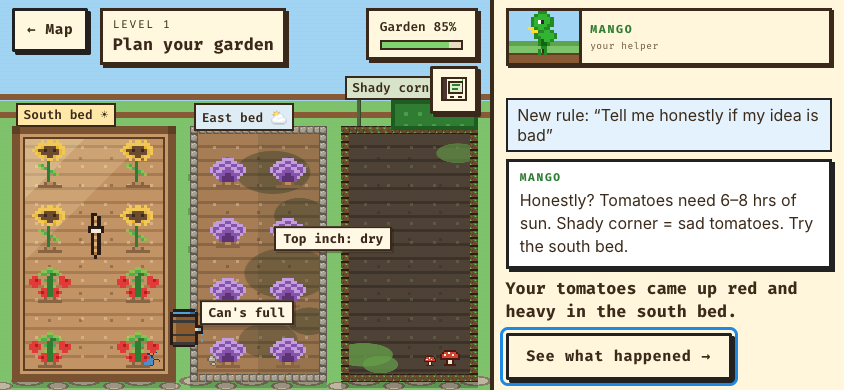 ← Map
LEVEL 1
Plan your garden
Garden 85%
Shady corn
South bed ☀
East bed ⛅
Top inch: dry
Can's full
MANGO
your helper
New rule: “Tell me honestly if my idea is
bad”
MANGO
Honestly? Tomatoes need 6–8 hrs of
sun. Shady corner = sad tomatoes. Try
the south bed.
Your tomatoes came up red and
heavy in the south bed.
See what happened →